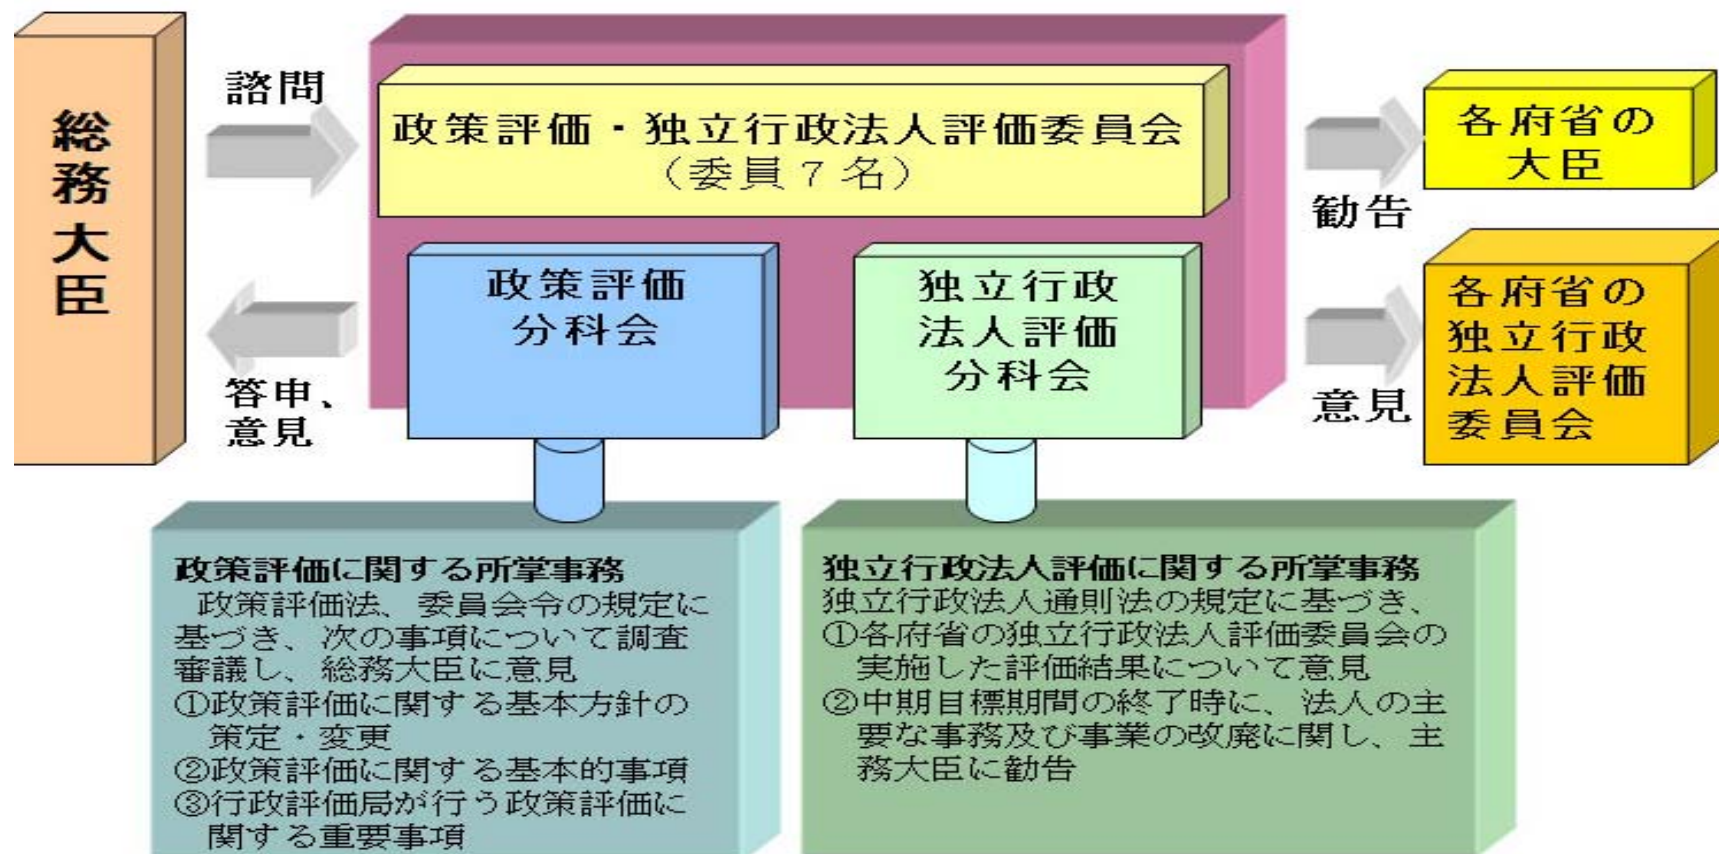 総務大臣
諮問
政策評価・独立行政法人評価委員会
(委員7名)
各府省の
大臣
勧告
政策評価
分科会
独立行政
法人評価
分科会
答申、
意見
意見
各府省の
独立行政
法人評価
委員会
政策評価に関する所掌事務
政策評価法、委員会令の規定に
基づき、次の事項について調査
審議し、総務大臣に意見
①政策評価に関する基本方針の
策定・変更
②政策評価に関する基本的事項
③行政評価局が行う政策評価に
関する重要事項
独立行政法人評価に関する所掌事務
独立行政法人通則法の規定に基づき、
①各府省の独立行政法人評価委員会の
実施した評価結果について意見
②中期目標期間の終了時に、法人の主
要な事務及び事業の改廃に関し、主
務大臣に勧告